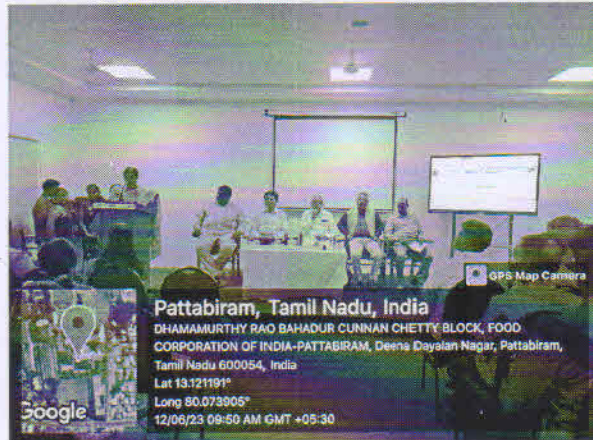 GPS Map Camera
Pattabiram, Tamil Nadu, India
DHAMAMURTHY RAO BAHADUR CUNNAN CHETTY BLOCK, FOOD
CORPORATION OF INDIA-PATTABIRAM, Deena Dayalan Nagar, Pattabiram,
Tamil Nadu 600054, India
Lat 13.121191°
Long 80.073905°
12/06/23 09:50 AM GMT +05:30
Google